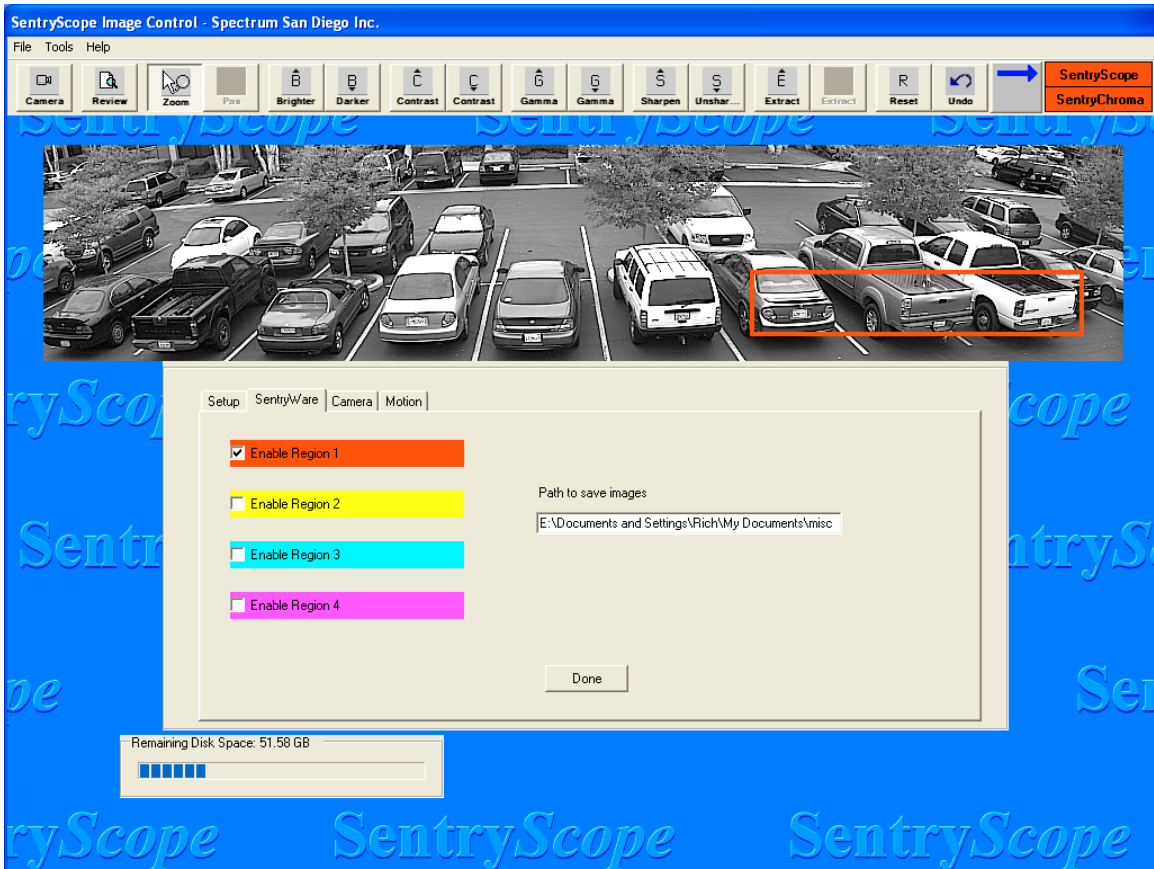 SentryScope Image Control - Spectrum San Diego Inc.
File Tools Help
Camera Review Zoom Pan B Brighter B Darker C Contrast C Contrast G Gamma G Gamma S Sharpen S Unshar... E Extract Extract R Reset Undo SentryScope
SentryChroma
SentryScope SentryScope
Setup SentryWare Camera Motion
Enable Region 1
Enable Region 2
Path to save images
E:\Documents and Settings\Rich\My Documents\misc
Enable Region 3
Enable Region 4
Done
Remaining Disk Space: 51.58 GB
ryScope SentryScope SentryScope